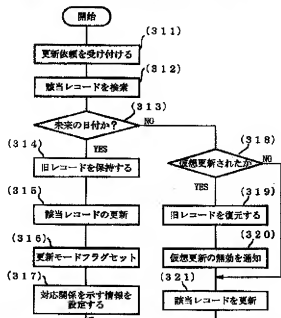 開始
(311)
更新依頼を受け付ける
(312)
該当レコードを検索
(313)
未来の日付か?
NO
(314)
YES
(318)
旧レコードを保持する
仮想更新されたか
NO
(315)
YES
(319)
該当レコードの更新
旧レコードを復元する
(316)
(320)
更新モードフラグセット
仮想更新の無効を通知
(317)
(321)
対応関係を示す情報を
設定する
該当レコードを更新